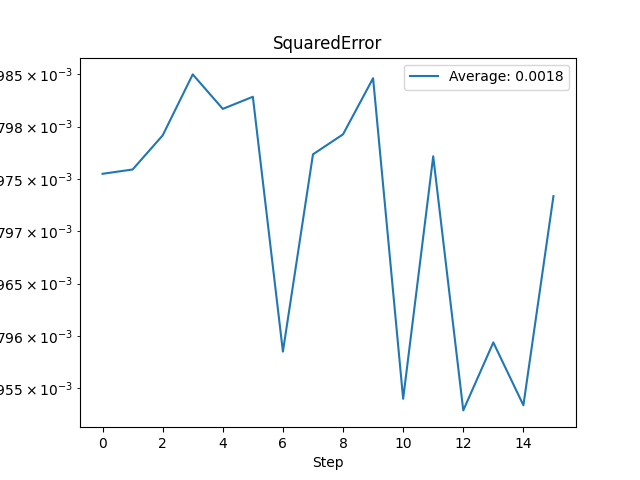 SquaredError
Average: 0.0018
985 × 10⁻³
798 × 10⁻³
975 × 10⁻³
797 × 10⁻³
965 × 10⁻³
796 × 10⁻³
955 × 10⁻³
0 2 4 6 8 10 12 14
Step